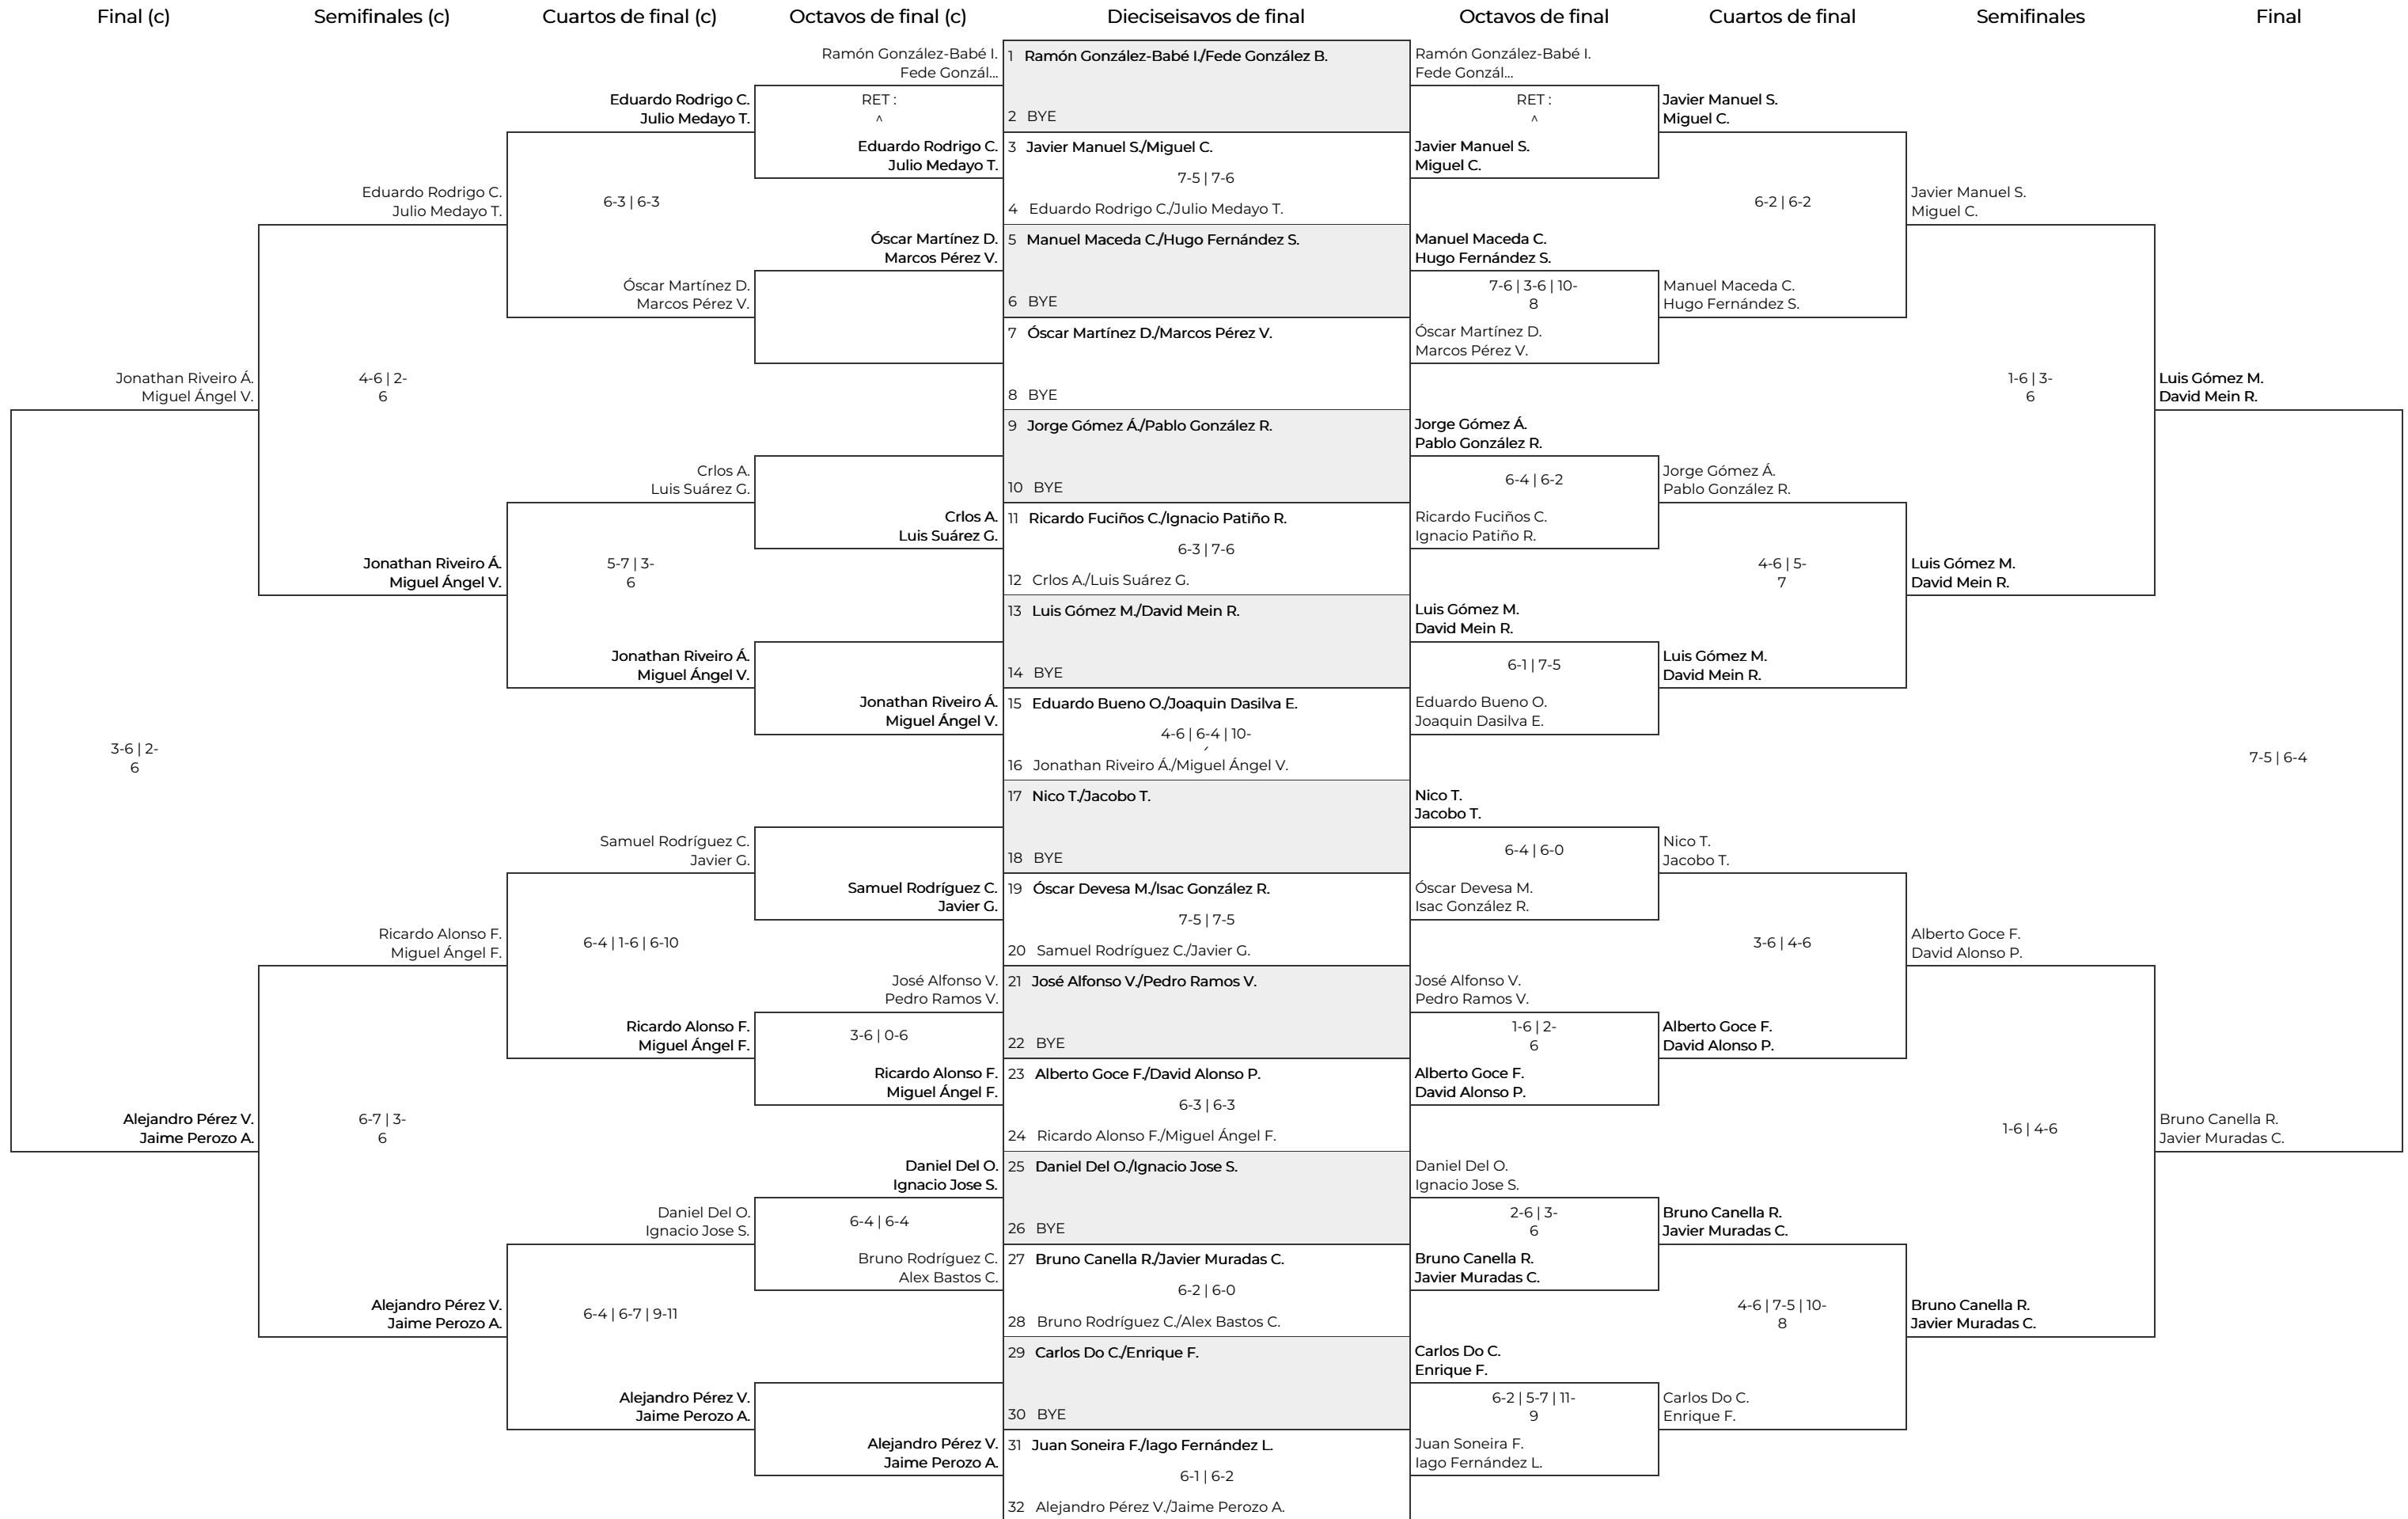 Final (c)
Semifinales (c)
Cuartos de final (c)
Octavos de final (c)
Dieciseisavos de final
Octavos de final
Cuartos de final
Semifinales
Final
Jonathan Riveiro Á.
Miguel Ángel V.
3-6 | 2-
6
Alejandro Pérez V.
Jaime Perozo A.
Eduardo Rodrigo C.
Julio Medayo T.
4-6 | 2-
6
Jonathan Riveiro Á.
Miguel Ángel V.
Ricardo Alonso F.
Miguel Ángel F.
6-7 | 3-
6
Alejandro Pérez V.
Jaime Perozo A.
Eduardo Rodrigo C.
Julio Medayo T.
6-3 | 6-3
Óscar Martínez D.
Marcos Pérez V.
Crlos A.
Luis Suárez G.
5-7 | 3-
6
Jonathan Riveiro Á.
Miguel Ángel V.
Samuel Rodríguez C.
Javier G.
6-4 | 1-6 | 6-10
Ricardo Alonso F.
Miguel Ángel F.
Daniel Del O.
Ignacio Jose S.
6-4 | 6-7 | 9-11
Alejandro Pérez V.
Jaime Perozo A.
Ramón González-Babé I.
Fede Gonzál...
RET :
Eduardo Rodrigo C.
Julio Medayo T.
Óscar Martínez D.
Marcos Pérez V.
Crlos A.
Luis Suárez G.
Jonathan Riveiro Á.
Miguel Ángel V.
Samuel Rodríguez C.
Javier G.
José Alfonso V.
Pedro Ramos V.
3-6 | 0-6
Ricardo Alonso F.
Miguel Ángel F.
Daniel Del O.
Ignacio Jose S.
6-4 | 6-4
Bruno Rodríguez C.
Alex Bastos C.
Alejandro Pérez V.
Jaime Perozo A.
1 Ramón González-Babé I./Fede González B.
2 BYE
3 Javier Manuel S./Miguel C.
7-5 | 7-6
4 Eduardo Rodrigo C./Julio Medayo T.
5 Manuel Maceda C./Hugo Fernández S.
6 BYE
7 Óscar Martínez D./Marcos Pérez V.
8 BYE
9 Jorge Gómez Á./Pablo González R.
10 BYE
11 Ricardo Fuciños C./Ignacio Patiño R.
6-3 | 7-6
12 Crlos A./Luis Suárez G.
13 Luis Gómez M./David Mein R.
14 BYE
15 Eduardo Bueno O./Joaquin Dasilva E.
4-6 | 6-4 | 10-
16 Jonathan Riveiro Á./Miguel Ángel V.
17 Nico T./Jacobo T.
18 BYE
19 Óscar Devesa M./Isac González R.
7-5 | 7-5
20 Samuel Rodríguez C./Javier G.
21 José Alfonso V./Pedro Ramos V.
22 BYE
23 Alberto Goce F./David Alonso P.
6-3 | 6-3
24 Ricardo Alonso F./Miguel Ángel F.
25 Daniel Del O./Ignacio Jose S.
26 BYE
27 Bruno Canella R./Javier Muradas C.
6-2 | 6-0
28 Bruno Rodríguez C./Alex Bastos C.
29 Carlos Do C./Enrique F.
30 BYE
31 Juan Soneira F./Iago Fernández L.
6-1 | 6-2
32 Alejandro Pérez V./Jaime Perozo A.
Ramón González-Babé I.
Fede Gonzál...
RET :
Javier Manuel S.
Miguel C.
Manuel Maceda C.
Hugo Fernández S.
7-6 | 3-6 | 10-
8
Óscar Martínez D.
Marcos Pérez V.
Jorge Gómez Á.
Pablo González R.
6-4 | 6-2
Ricardo Fuciños C.
Ignacio Patiño R.
Luis Gómez M.
David Mein R.
6-1 | 7-5
Eduardo Bueno O.
Joaquin Dasilva E.
Nico T.
Jacobo T.
6-4 | 6-0
Óscar Devesa M.
Isac González R.
José Alfonso V.
Pedro Ramos V.
1-6 | 2-
6
Alberto Goce F.
David Alonso P.
Daniel Del O.
Ignacio Jose S.
2-6 | 3-
6
Bruno Canella R.
Javier Muradas C.
Carlos Do C.
Enrique F.
6-2 | 5-7 | 11-
9
Juan Soneira F.
Iago Fernández L.
Javier Manuel S.
Miguel C.
6-2 | 6-2
Manuel Maceda C.
Hugo Fernández S.
Jorge Gómez Á.
Pablo González R.
4-6 | 5-
7
Luis Gómez M.
David Mein R.
Nico T.
Jacobo T.
3-6 | 4-6
Alberto Goce F.
David Alonso P.
Bruno Canella R.
Javier Muradas C.
4-6 | 7-5 | 10-
8
Carlos Do C.
Enrique F.
Javier Manuel S.
Miguel C.
1-6 | 3-
6
Luis Gómez M.
David Mein R.
Alberto Goce F.
David Alonso P.
1-6 | 4-6
Bruno Canella R.
Javier Muradas C.
Luis Gómez M.
David Mein R.
7-5 | 6-4
Bruno Canella R.
Javier Muradas C.